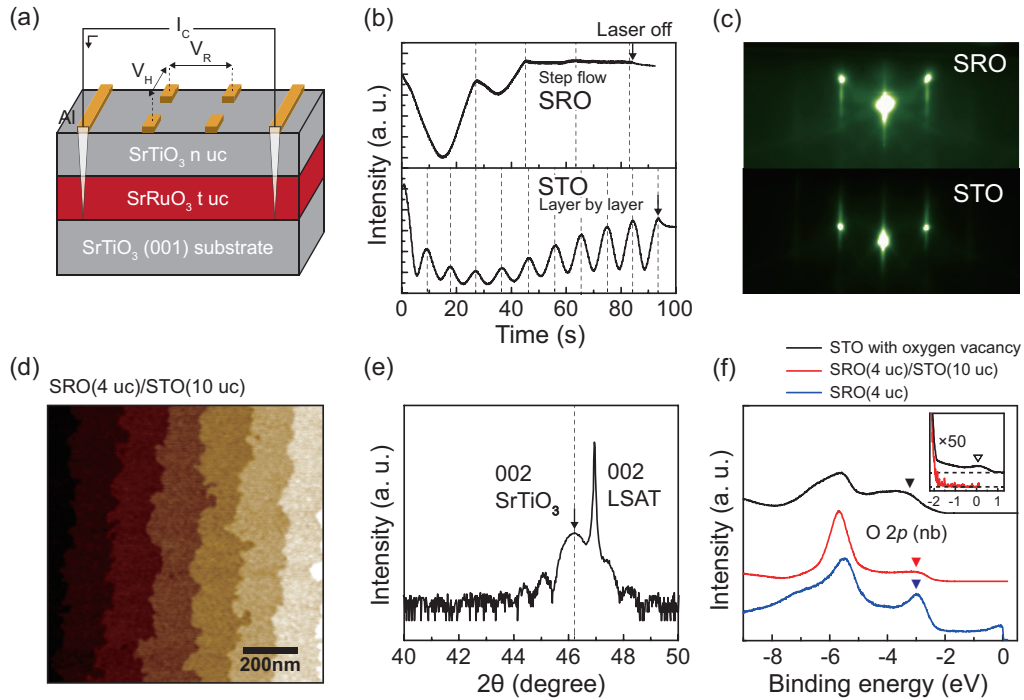 (a)
I_C
V_R
V_H
Al
SrTiO₃ n uc
SrRuO₃ t uc
SrTiO₃ (001) substrate
(b)
Laser off
Step flow
SRO
STO
Layer by layer
Intensity (a. u.)
0 20 40 60 80 100
Time (s)
(c)
SRO
STO
(d)
SRO(4 uc)/STO(10 uc)
200nm
(e)
002
SrTiO₃
002
LSAT
Intensity (a. u.)
40 42 44 46 48 50
2θ (degree)
STO with oxygen vacancy
SRO(4 uc)/STO(10 uc)
SRO(4 uc)
(f)
×50
-2 -1 0 1
O 2p (nb)
Intensity (a. u.)
-8 -6 -4 -2 0
Binding energy (eV)